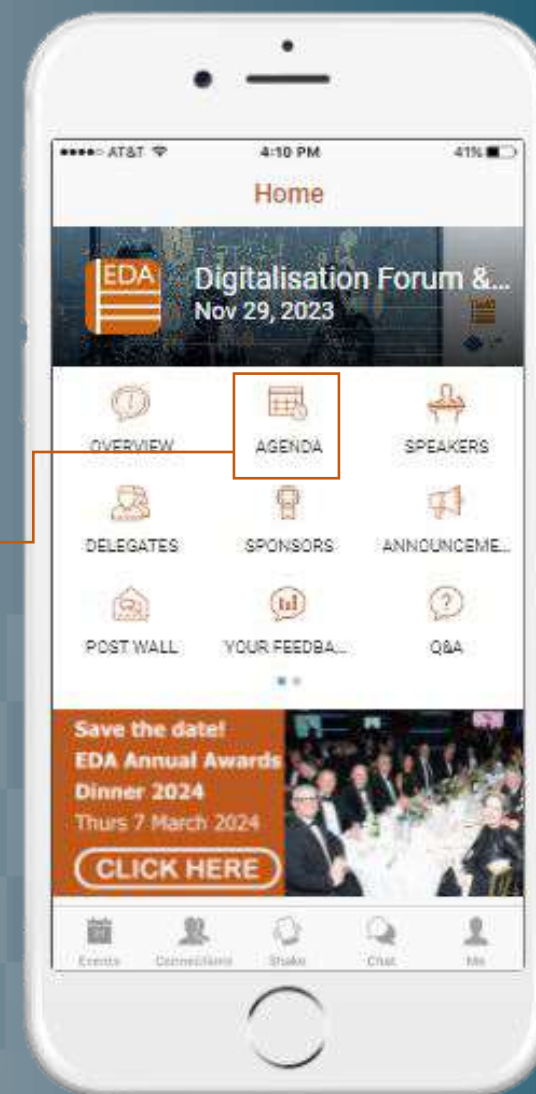 AT&T 4:10 PM 41%
Home
EDA
Digitalisation Forum &...
Nov 29, 2023
OVERVIEW AGENDA SPEAKERS
DELEGATES SPONSORS ANNOUNCEME...
POST WALL YOUR FEEDBA... Q&A
Save the date!
EDA Annual Awards
Dinner 2024
Thurs 7 March 2024
CLICK HERE
Events Connections Shake Chat Me